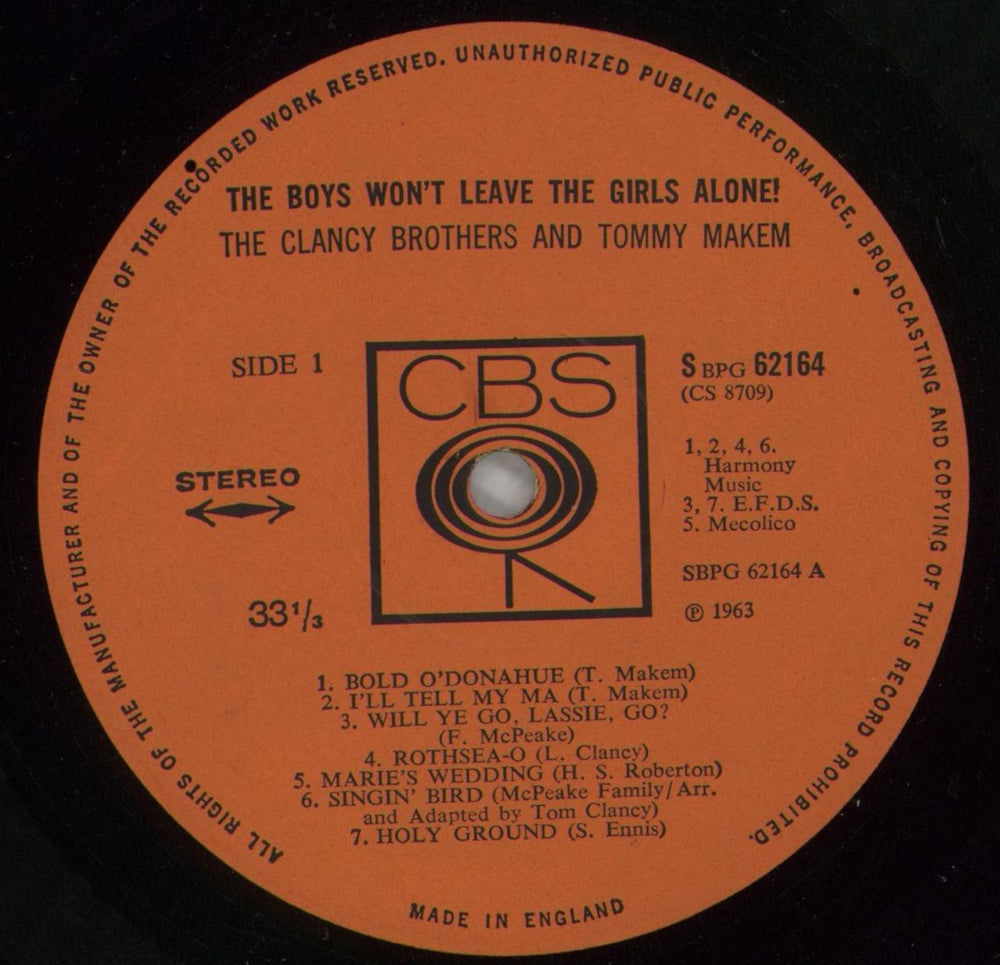 ALL RIGHTS OF THE MANUFACTURER AND OF THE OWNER OF THE RECORDED WORK RESERVED. UNAUTHORIZED PUBLIC PERFORMANCE, BROADCASTING AND COPYING OF THIS RECORD PROHIBITED.
THE BOYS WON'T LEAVE THE GIRLS ALONE!
THE CLANCY BROTHERS AND TOMMY MAKEM
SIDE 1
CBS
S BPG 62164
(CS 8709)
STEREO
1, 2, 4, 6.
Harmony
Music
3, 7. E.F.D.S.
5. Mecolico
SBPG 62164 A
33 1/3
℗ 1963
1. BOLD O'DONAHUE (T. Makem)
2. I'LL TELL MY MA (T. Makem)
3. WILL YE GO, LASSIE, GO?
(F. McPeake)
4. ROTHSEA-O (L. Clancy)
5. MARIE'S WEDDING (H. S. Roberton)
6. SINGIN' BIRD (McPeake Family/Arr.
and Adapted by Tom Clancy)
7. HOLY GROUND (S. Ennis)
MADE IN ENGLAND